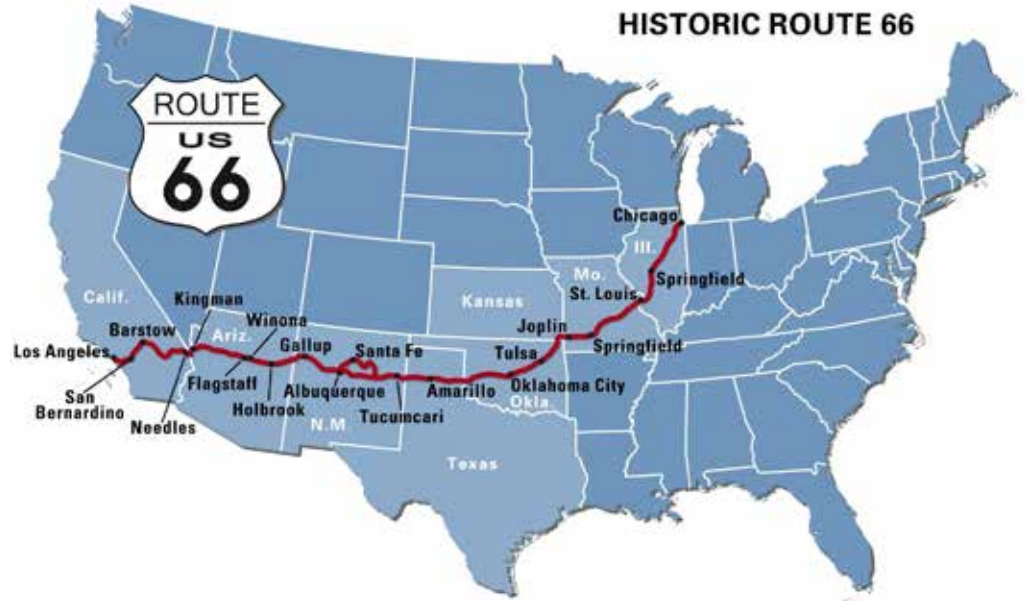 HISTORIC ROUTE 66
ROUTE
US
66
Chicago
Ill.
Mo.
Springfield
St. Louis
Kansas
Calif.
Kingman
Winona
Barstow
Ariz.
Gallup
Santa Fe
Joplin
Springfield
Los Angeles
Tulsa
Flagstaff
Albuquerque
Amarillo
Oklahoma City
San
Bernardino
Holbrook
Tucumcari
Okla.
Needles
N.M
Texas